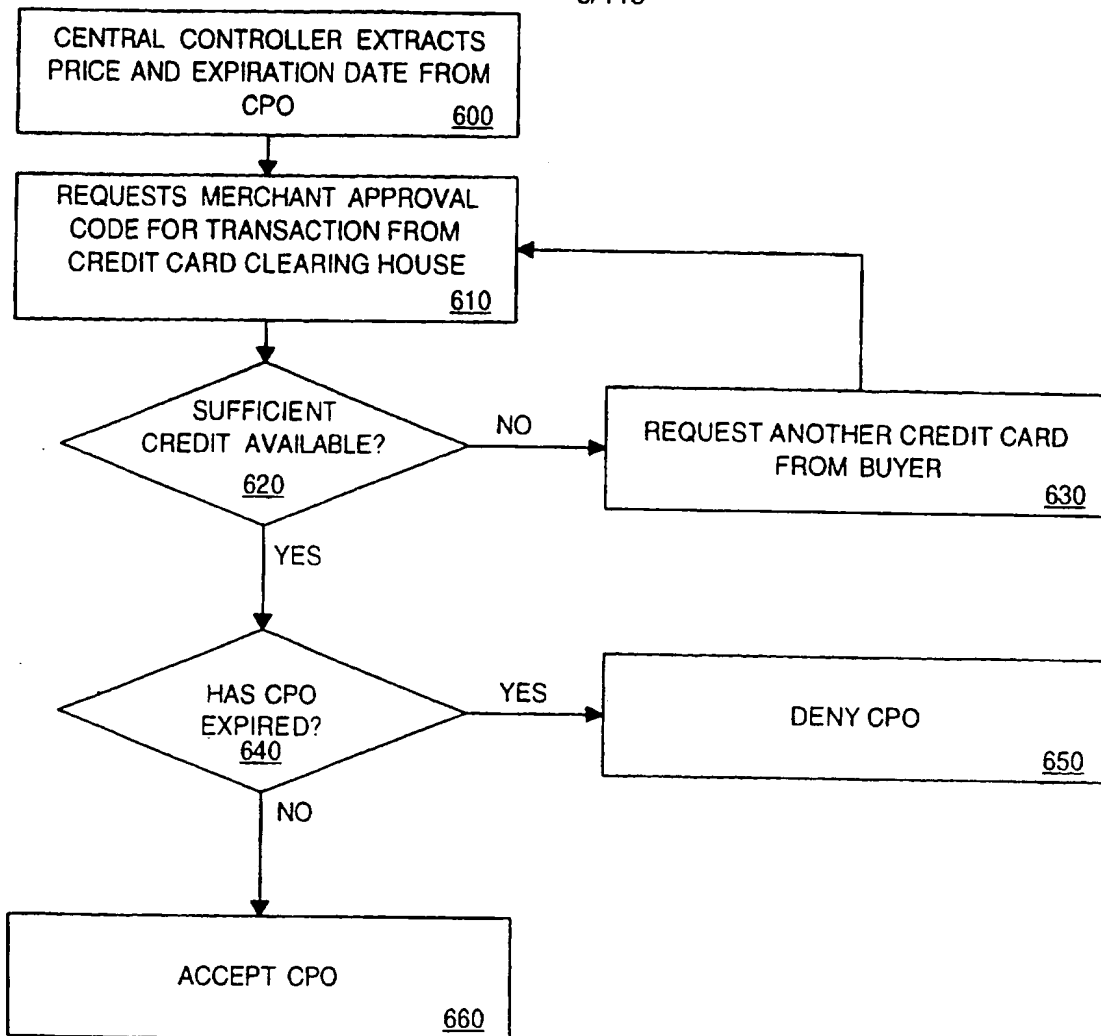 CENTRAL CONTROLLER EXTRACTS
PRICE AND EXPIRATION DATE FROM
CPO
600
REQUESTS MERCHANT APPROVAL
CODE FOR TRANSACTION FROM
CREDIT CARD CLEARING HOUSE
610
SUFFICIENT
CREDIT AVAILABLE?
620
NO
REQUEST ANOTHER CREDIT CARD
FROM BUYER
630
YES
HAS CPO
EXPIRED?
640
YES
DENY CPO
650
NO
ACCEPT CPO
660